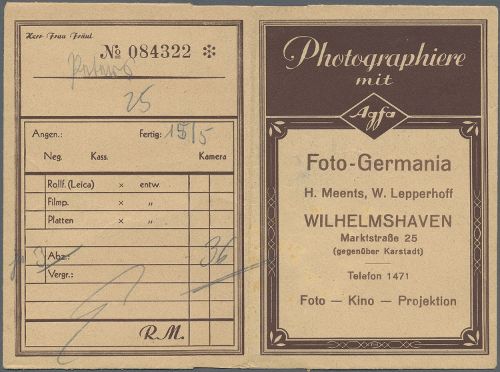 Herr Frau Fräul.
№ 084322 ✻
25
Angen.: Fertig: 15/5
Neg. Kass. Kamera
Rollf. (Leica) x entw.
Filmp. x „
Platten x „
Abz.: 36
Vergr.:
R.M.
Photographiere
mit
Agfa
Foto-Germania
H. Meents, W. Lepperhoff
WILHELMSHAVEN
Marktstraße 25
(gegenüber Karstadt)
Telefon 1471
Foto — Kino — Projektion